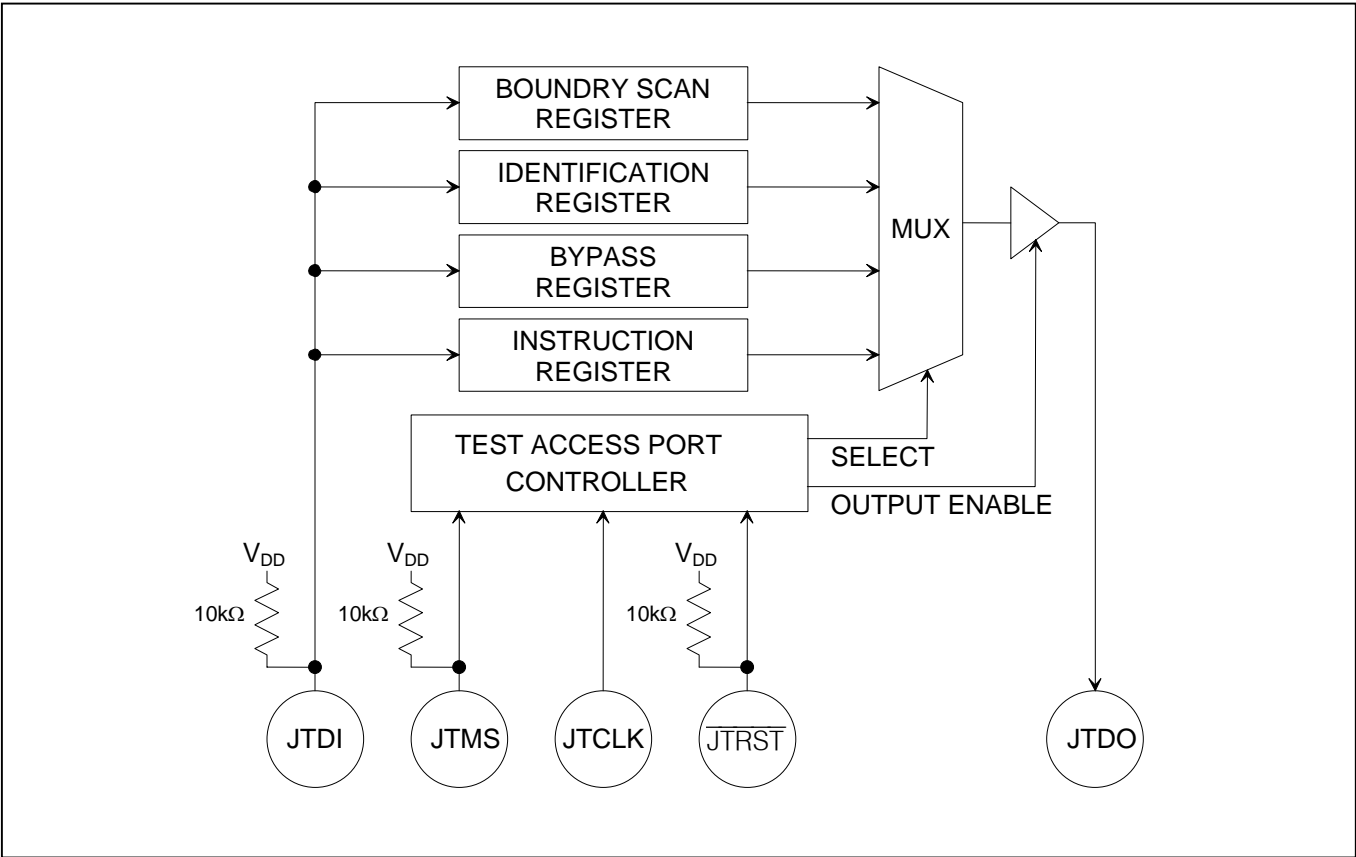 BOUNDRY SCAN
REGISTER
IDENTIFICATION
REGISTER
BYPASS
REGISTER
INSTRUCTION
REGISTER
MUX
TEST ACCESS PORT
CONTROLLER
SELECT
OUTPUT ENABLE
VDD
10kΩ
VDD
10kΩ
VDD
10kΩ
JTDI
JTMS
JTCLK
J̅T̅R̅S̅T̅
JTDO